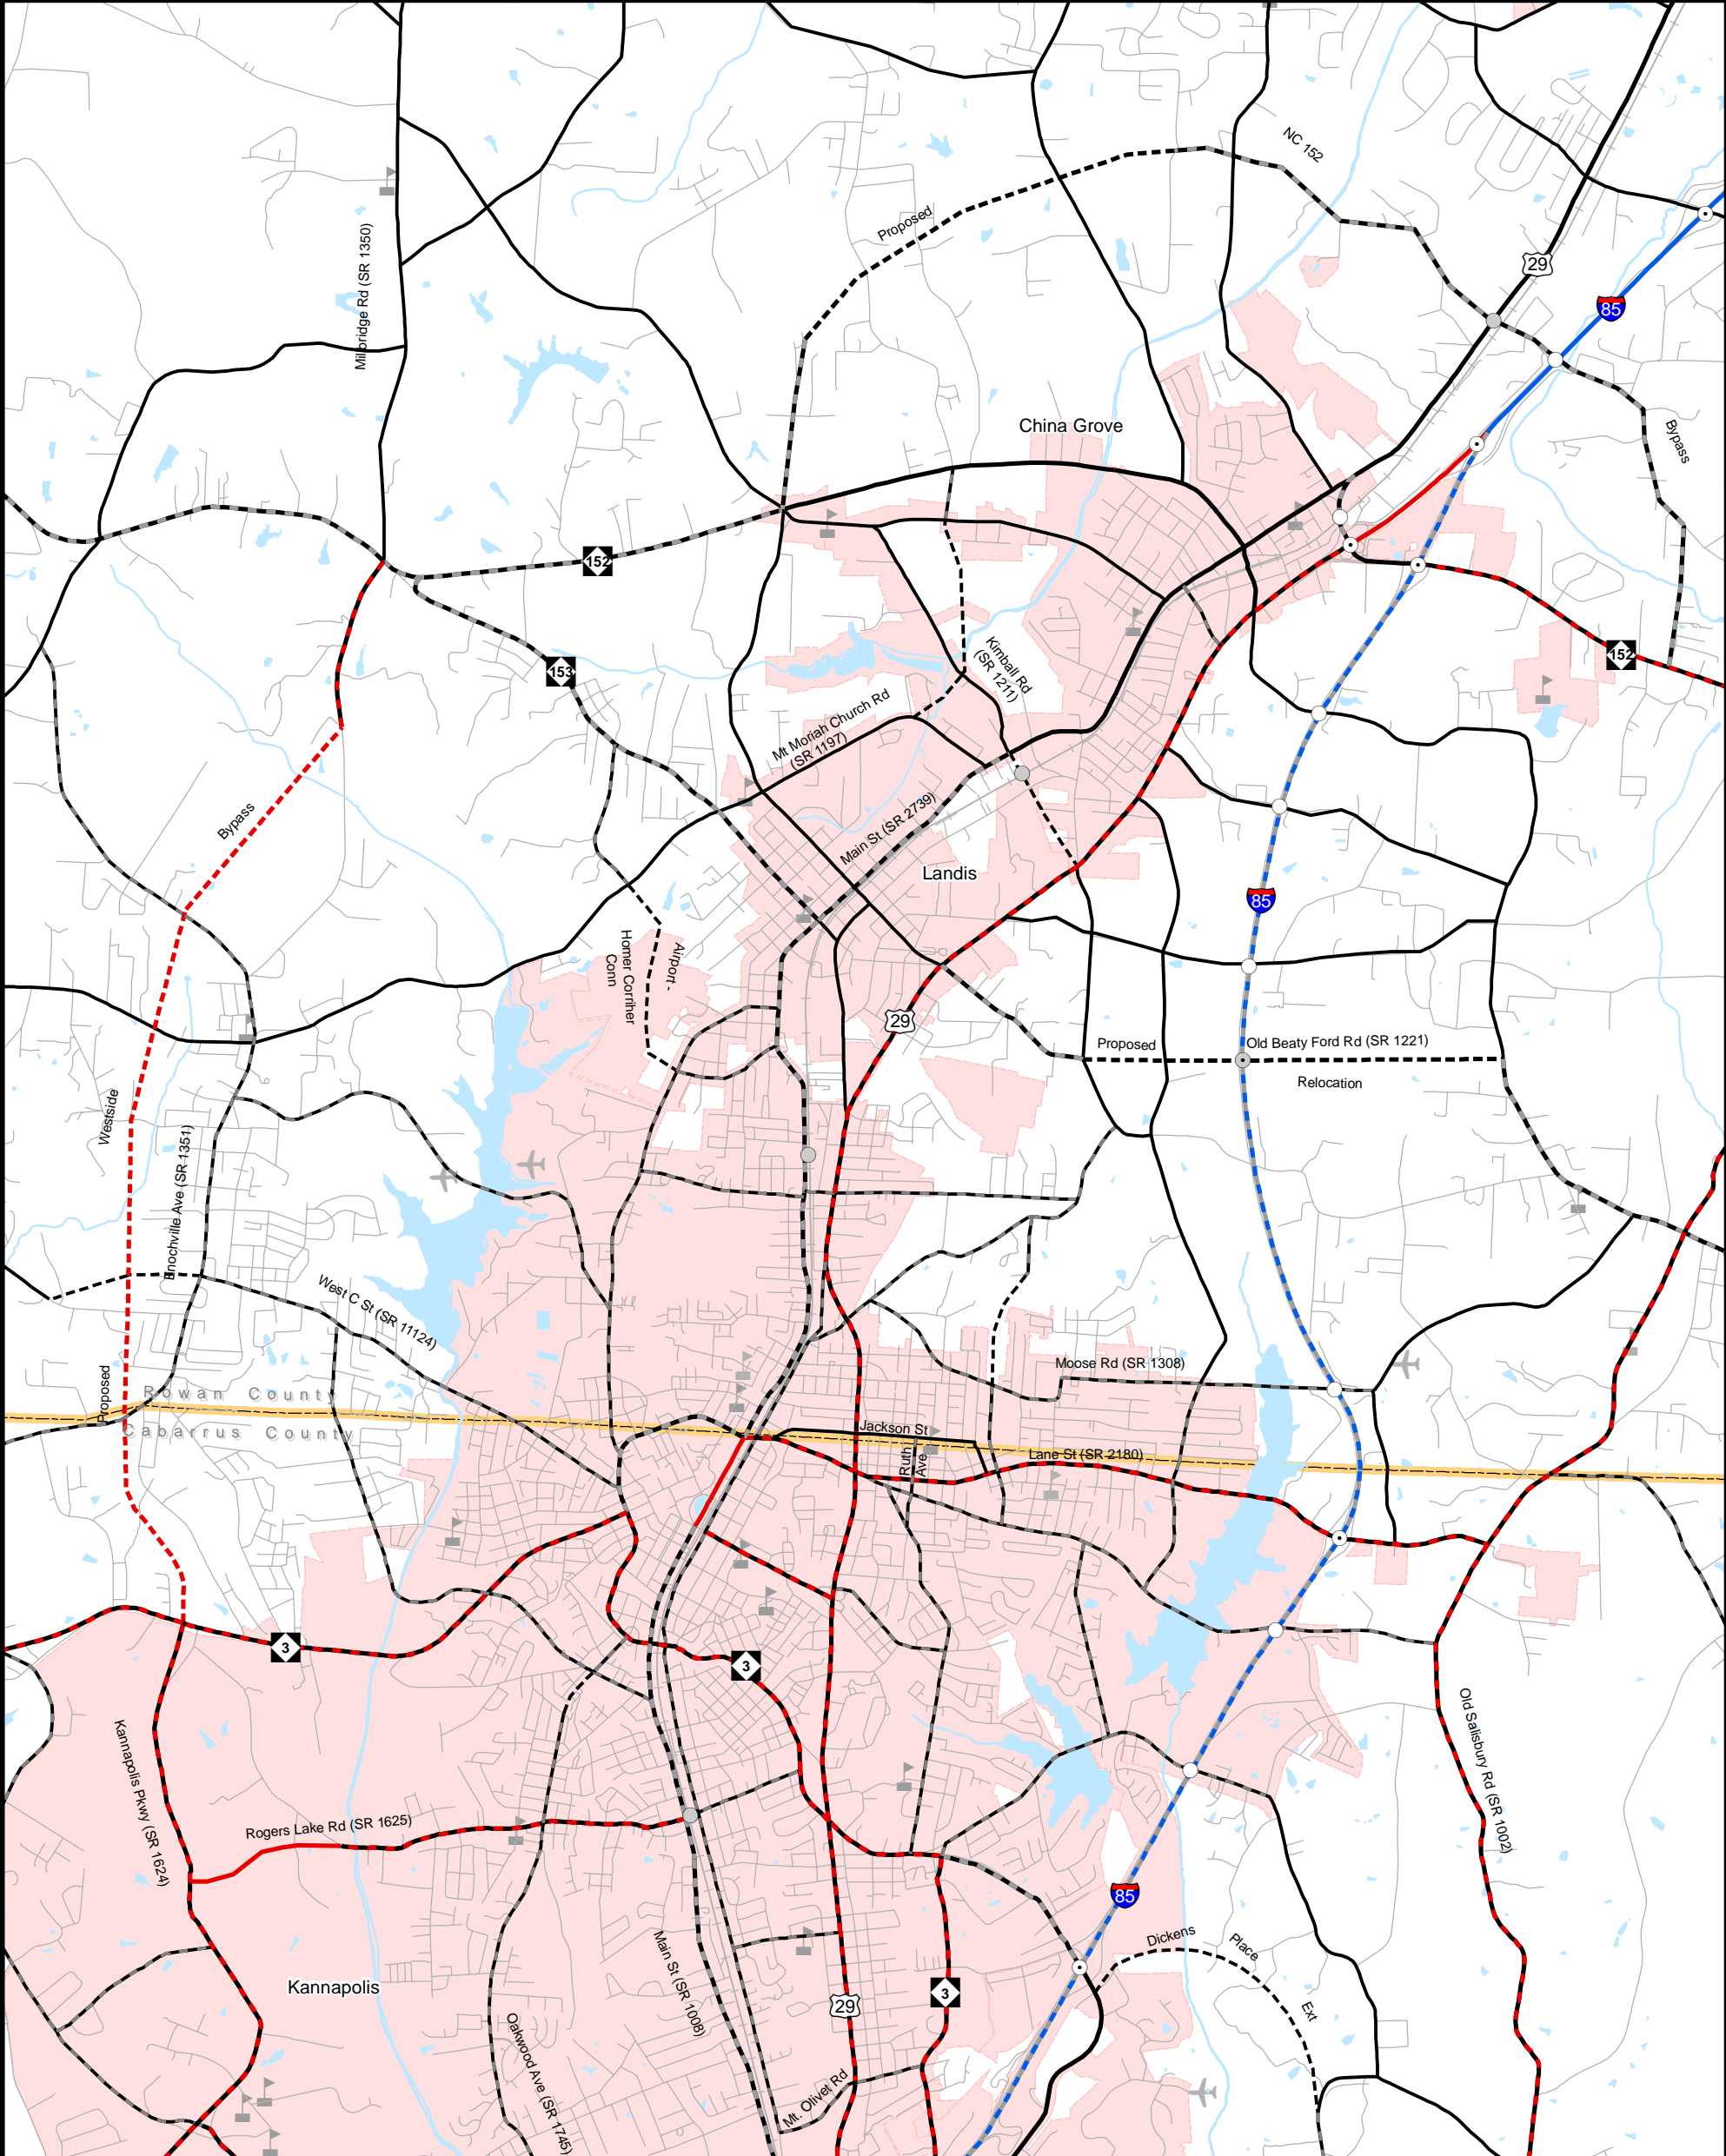 NC 152
Proposed
Millbridge Rd (SR 1350)
29
85
Bypass
China Grove
152
153
152
Kimball Rd
(SR 1211)
Mt Moriah Church Rd
(SR 1197)
Main St (SR 2739)
Bypass
Landis
85
Homer Corriher
Conn
Airport -
29
Proposed
Old Beaty Ford Rd (SR 1221)
Relocation
Westside
Enochville Ave (SR 1351)
West C St (SR 11124)
Moose Rd (SR 1308)
Proposed
Rowan County
Cabarrus County
Jackson St
Ruth
Ave
Lane St (SR 2180)
3
3
Kannapolis Pkwy (SR 1624)
Old Salisbury Rd (SR 1002)
Rogers Lake Rd (SR 1625)
85
Dickens
Place
Ext
Main St (SR 1008)
Kannapolis
3
29
Oakwood Ave (SR 1745)
Mt. Olivet Rd